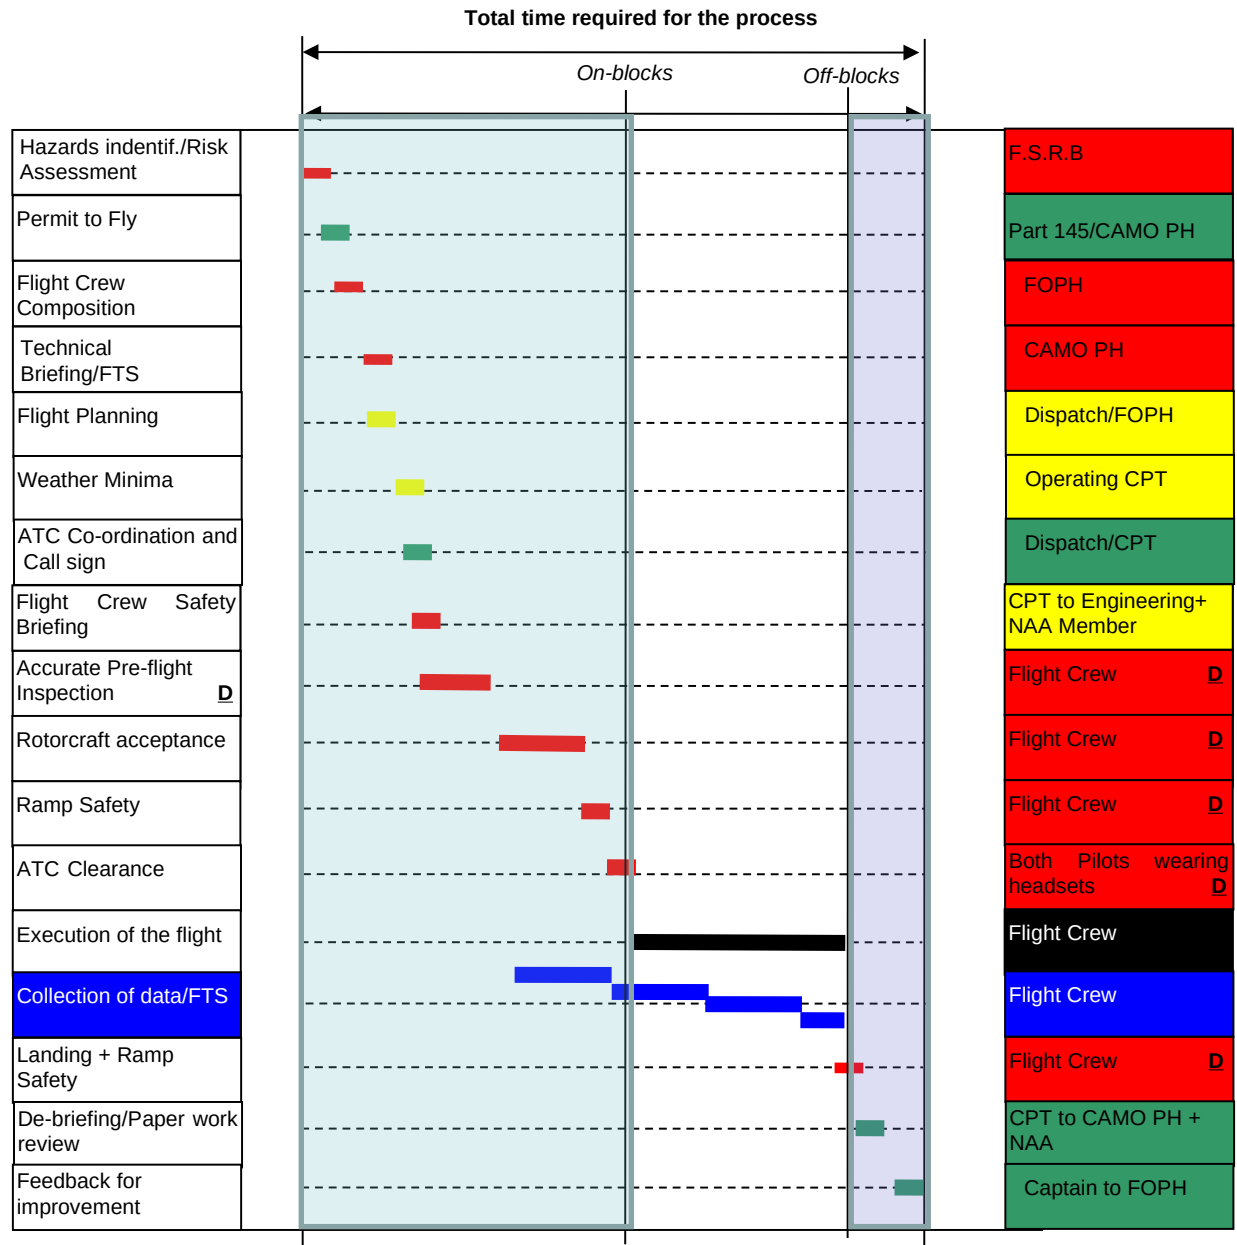 Total time required for the process
On-blocks
Off-blocks
Hazards indentif./Risk
Assessment
F.S.R.B
Permit to Fly
Part 145/CAMO PH
Flight Crew
Composition
FOPH
Technical
Briefing/FTS
CAMO PH
Flight Planning
Dispatch/FOPH
Weather Minima
Operating CPT
ATC Co-ordination and
Call sign
Dispatch/CPT
Flight Crew Safety
Briefing
CPT to Engineering+
NAA Member
Accurate Pre-flight
Inspection D
Flight Crew D
Rotorcraft acceptance
Flight Crew D
Ramp Safety
Flight Crew D
ATC Clearance
Both Pilots wearing
headsets D
Execution of the flight
Flight Crew
Collection of data/FTS
Flight Crew
Landing + Ramp
Safety
Flight Crew D
De-briefing/Paper work
review
CPT to CAMO PH +
NAA
Feedback for
improvement
Captain to FOPH